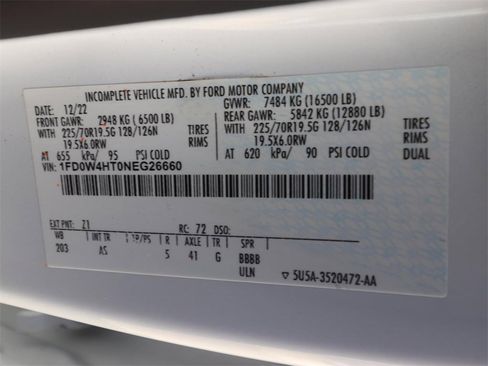 INCOMPLETE VEHICLE MFD. BY FORD MOTOR COMPANY
DATE: 12/22 GVWR: 7484 KG (16500 LB)
FRONT GAWR: 2948 KG (6500 LB) REAR GAWR: 5842 KG (12880 LB)
WITH 225/70R19.5G 128/126N TIRES WITH 225/70R19.5G 128/126N TIRES
19.5X6.0RW RIMS 19.5X6.0RW RIMS
AT 655 kPa/ 95 PSI COLD AT 620 kPa/ 90 PSI COLD DUAL
VIN: 1FD0W4HT0NEG26660
EXT PNT: Z1 RC: 72 DSO:
WB INT TR TP/PS R AXLE TR SPR
203 AS 5 41 G BBBB
ULN ▽ 5U5A-3520472-AA